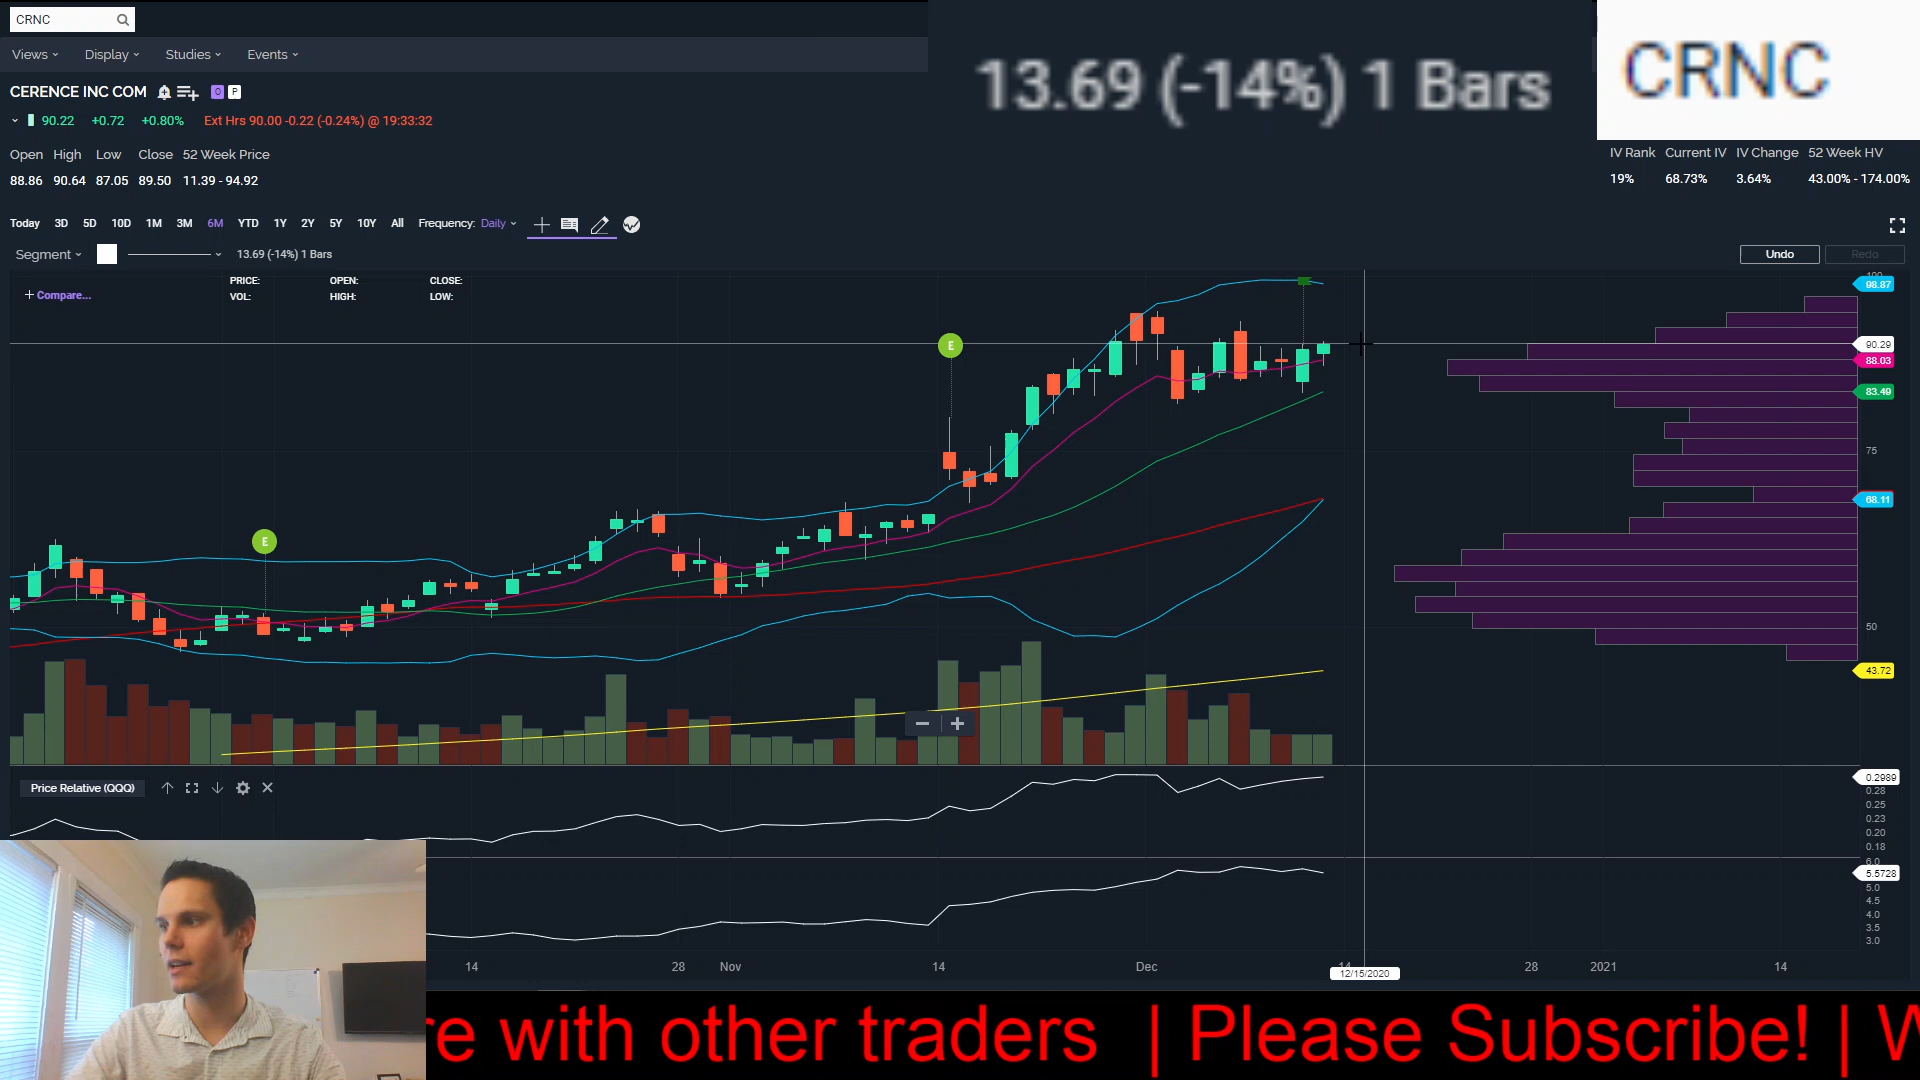 CRNC
Views Display Studies Events
13.69 (-14%) 1 Bars
CRNC
CERENCE INC COM O P
90.22 +0.72 +0.80% Ext Hrs 90.00 -0.22 (-0.24%) @ 19:33:32
Open High Low Close 52 Week Price
88.86 90.64 87.05 89.50 11.39 - 94.92
IV Rank Current IV IV Change 52 Week HV
19% 68.73% 3.64% 43.00% - 174.00%
Today 3D 5D 10D 1M 3M 6M YTD 1Y 2Y 5Y 10Y All Frequency: Daily
Segment 13.69 (-14%) 1 Bars
Undo Redo
+ Compare...
PRICE: OPEN: CLOSE:
VOL: HIGH: LOW:
100
98.87
E
90.29
88.03
83.49
75
68.11
E
50
43.72
− +
Price Relative (QQQ)
0.2989
0.28
0.25
0.23
0.20
0.18
6.0
5.5728
5.0
4.5
4.0
3.5
3.0
14 28 Nov 14 Dec 14 28 2021 14
12/15/2020
re with other traders | Please Subscribe! | W